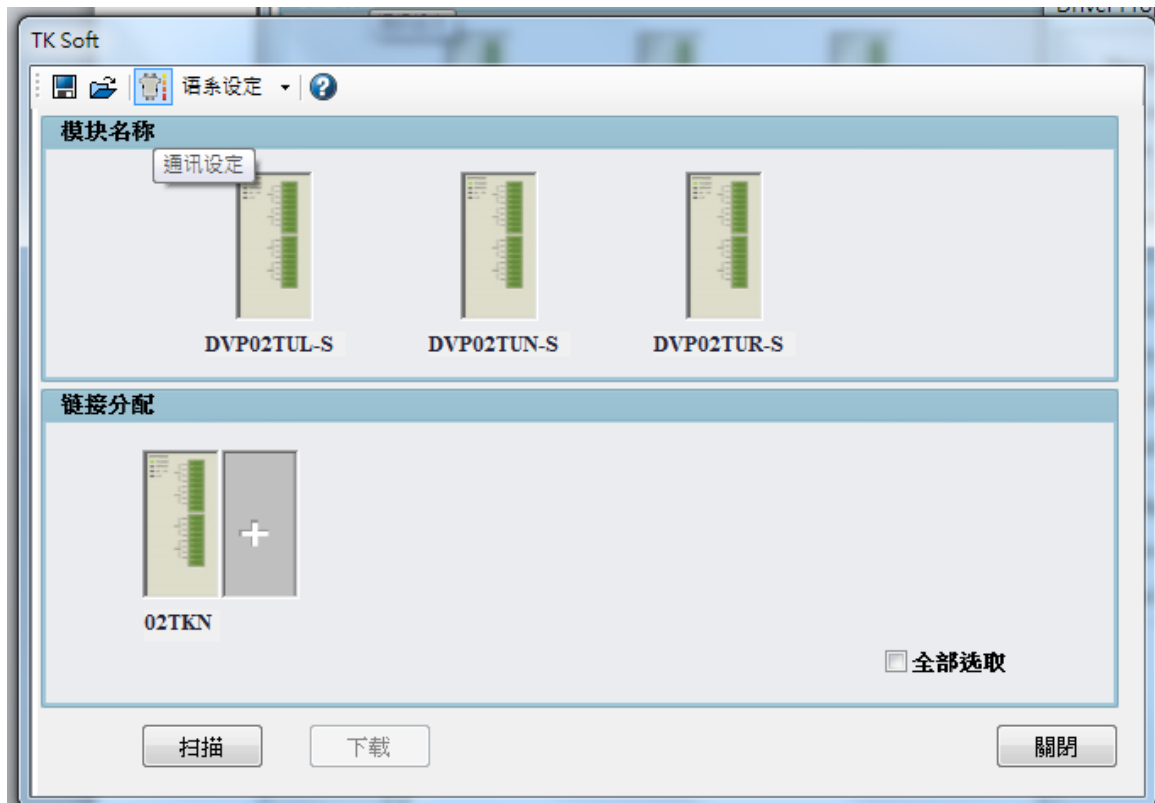 TK Soft
语系设定
模块名称
通讯设定
DVP02TUL-S DVP02TUN-S DVP02TUR-S
链接分配
02TKN
全部选取
扫描 下载 關閉